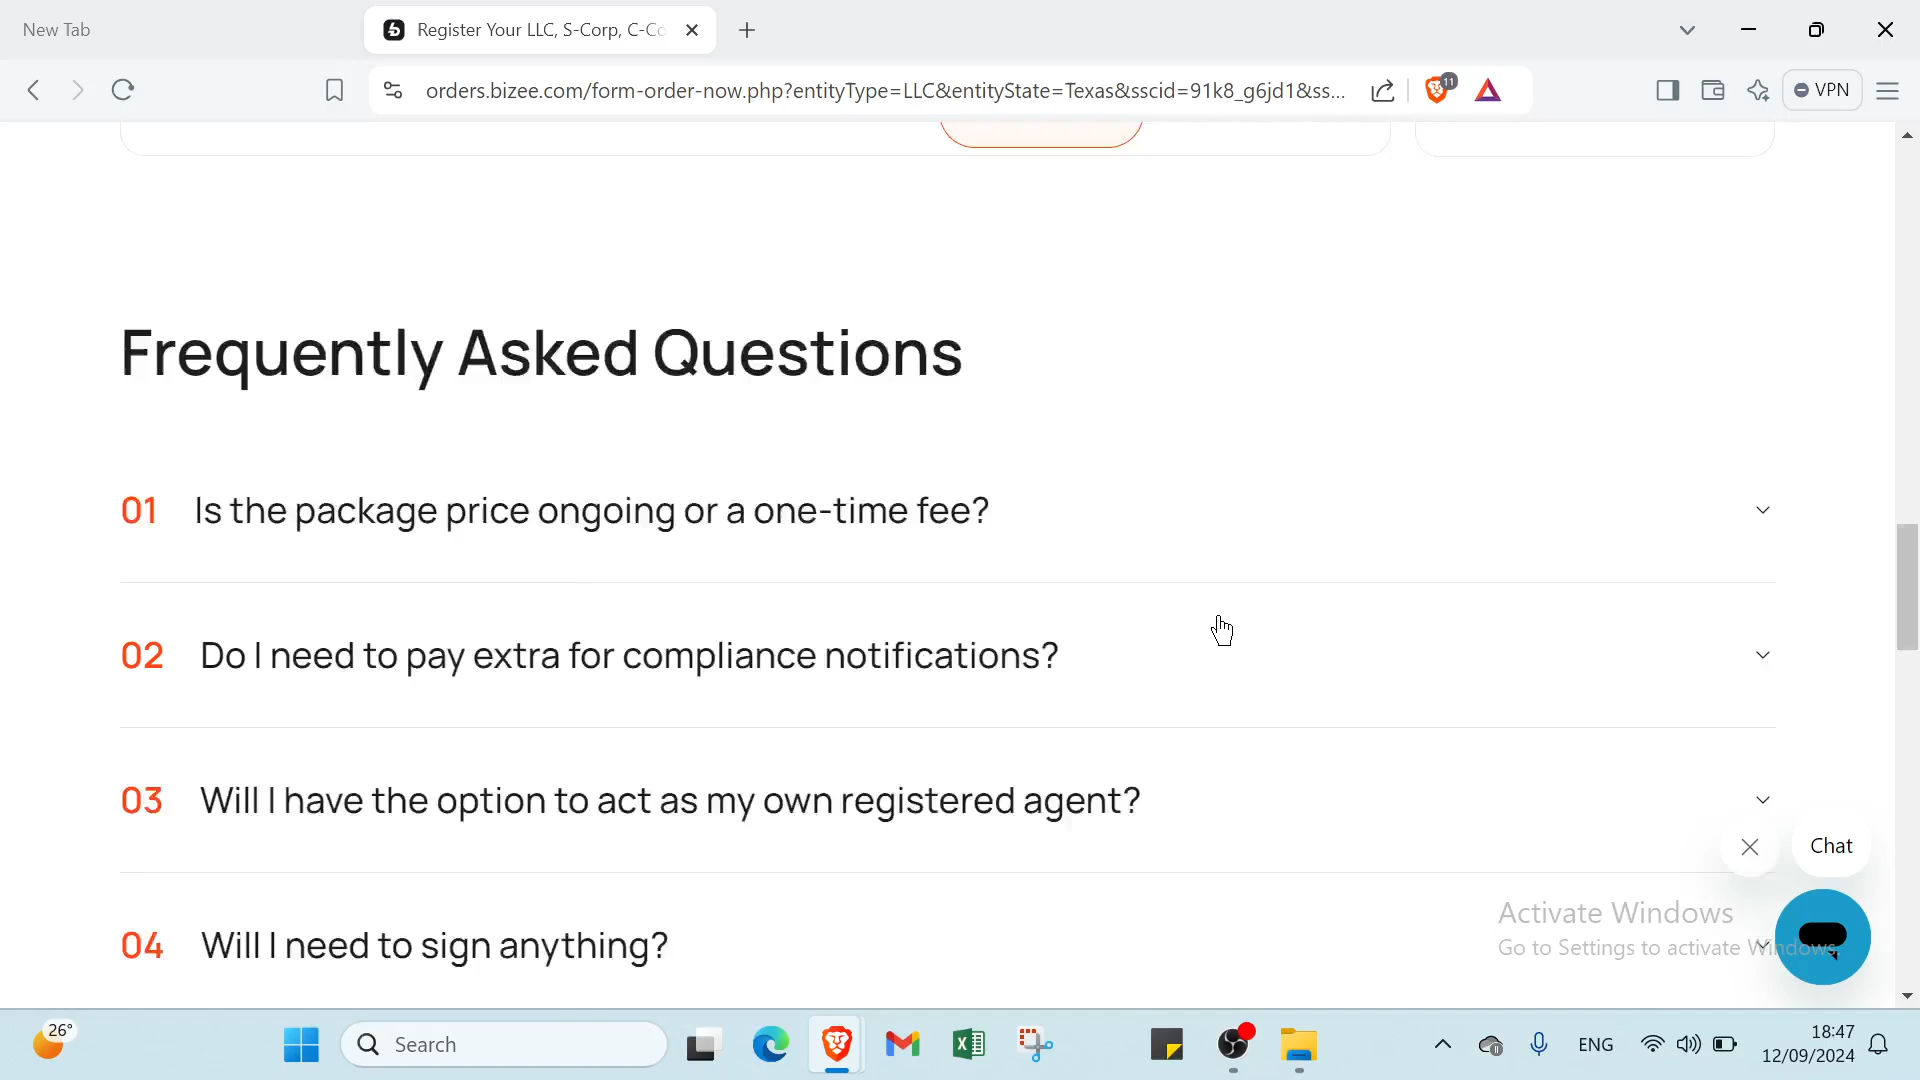 New Tab
Register Your LLC, S-Corp, C-Co
orders.bizee.com/form-order-now.php?entityType=LLC&entityState=Texas&sscid=91k8_g6jd1&ss...
11
VPN
Frequently Asked Questions
01 Is the package price ongoing or a one-time fee?
02 Do I need to pay extra for compliance notifications?
03 Will I have the option to act as my own registered agent?
Chat
04 Will I need to sign anything?
Activate Windows
Go to Settings to activate Windows.
26°
Search
ENG
18:47
12/09/2024